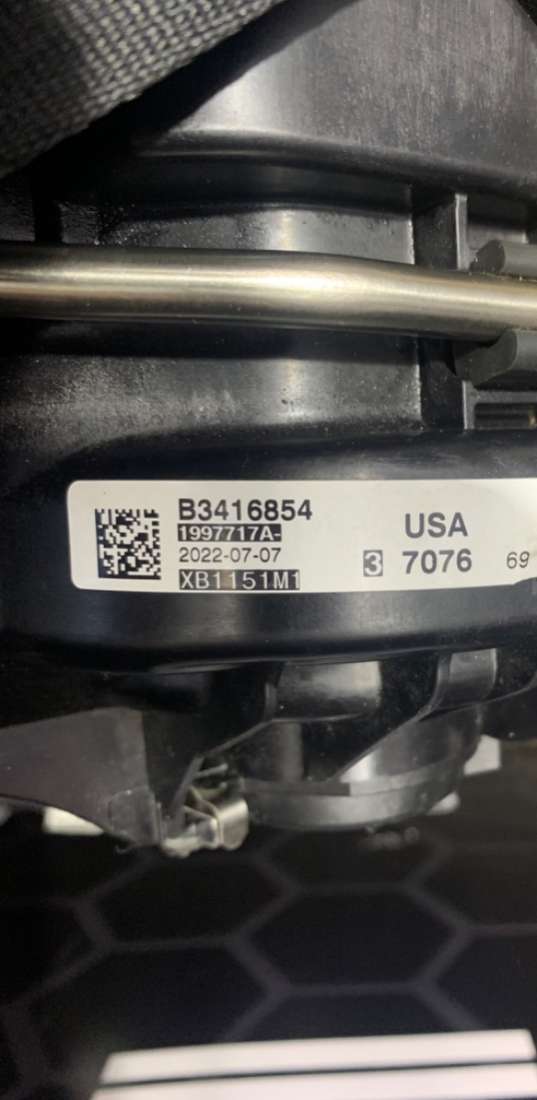 B3416854
1997717A-
2022-07-07
XB1151M1
USA
3 7076 69